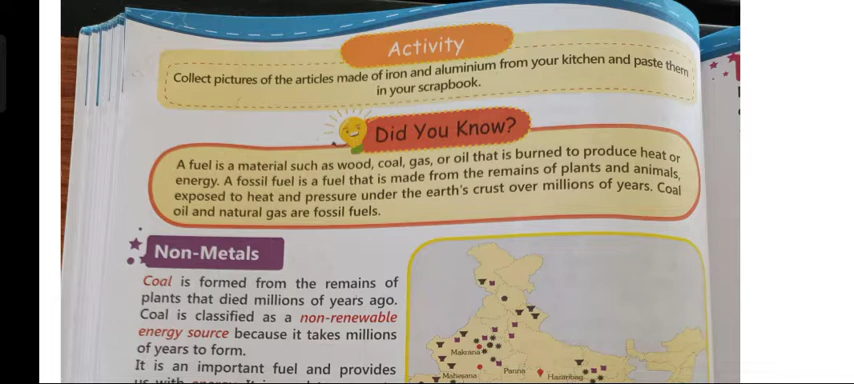 Activity
Collect pictures of the articles made of iron and aluminium from your kitchen and paste them
in your scrapbook.
Did You Know?
A fuel is a material such as wood, coal, gas, or oil that is burned to produce heat or
energy. A fossil fuel is a fuel that is made from the remains of plants and animals,
exposed to heat and pressure under the earth's crust over millions of years. Coal
oil and natural gas are fossil fuels.
Non-Metals
Coal is formed from the remains of
plants that died millions of years ago.
Coal is classified as a non-renewable
energy source because it takes millions
of years to form.
It is an important fuel and provides
us with energy. It is
Makrana
Mahasana
Panna
Hazaribag